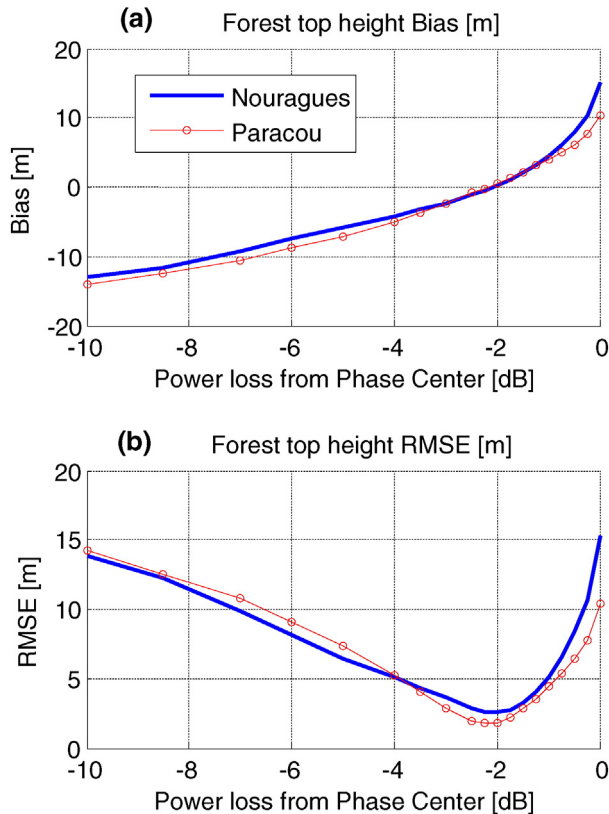 (a) Forest top height Bias [m]
20
10
0
-10
-20
Bias [m]
Nouragues
Paracou
-10 -8 -6 -4 -2 0
Power loss from Phase Center [dB]
(b) Forest top height RMSE [m]
20
15
10
5
0
RMSE [m]
-10 -8 -6 -4 -2 0
Power loss from Phase Center [dB]